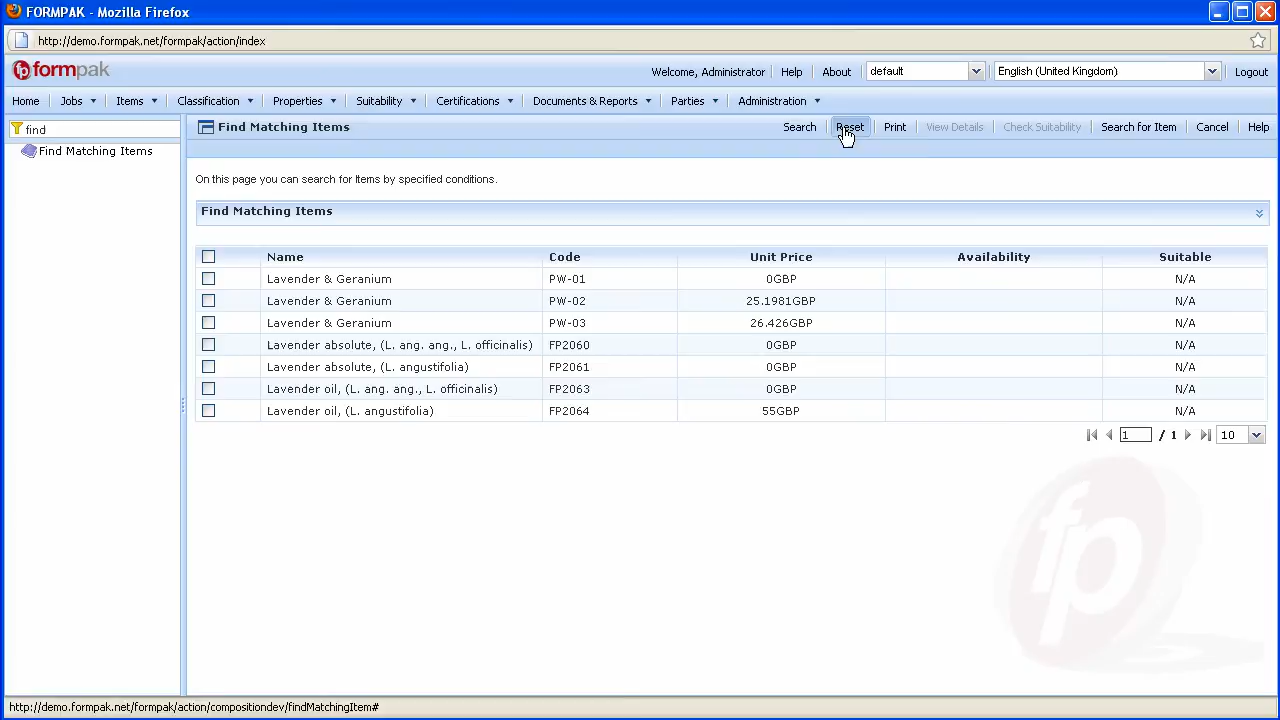 FORMPAK - Mozilla Firefox
http://demo.formpak.net/formpak/action/index
fp formpak Welcome, Administrator Help About default English (United Kingdom) Logout
Home Jobs Items Classification Properties Suitability Certifications Documents & Reports Parties Administration
find
Find Matching Items
Find Matching Items Search Reset Print View Details Check Suitability Search for Item Cancel Help
On this page you can search for Items by specified conditions.
Find Matching Items
Name Code Unit Price Availability Suitable
Lavender & Geranium PW-01 0GBP N/A
Lavender & Geranium PW-02 25.1981GBP N/A
Lavender & Geranium PW-03 26.426GBP N/A
Lavender absolute, (L. ang. ang., L. officinalis) FP2060 0GBP N/A
Lavender absolute, (L. angustifolia) FP2061 0GBP N/A
Lavender oil, (L. ang. ang., L. officinalis) FP2063 0GBP N/A
Lavender oil, (L. angustifolia) FP2064 55GBP N/A
1 / 1 10
fp
http://demo.formpak.net/formpak/action/compositiondev/findMatchingItem#